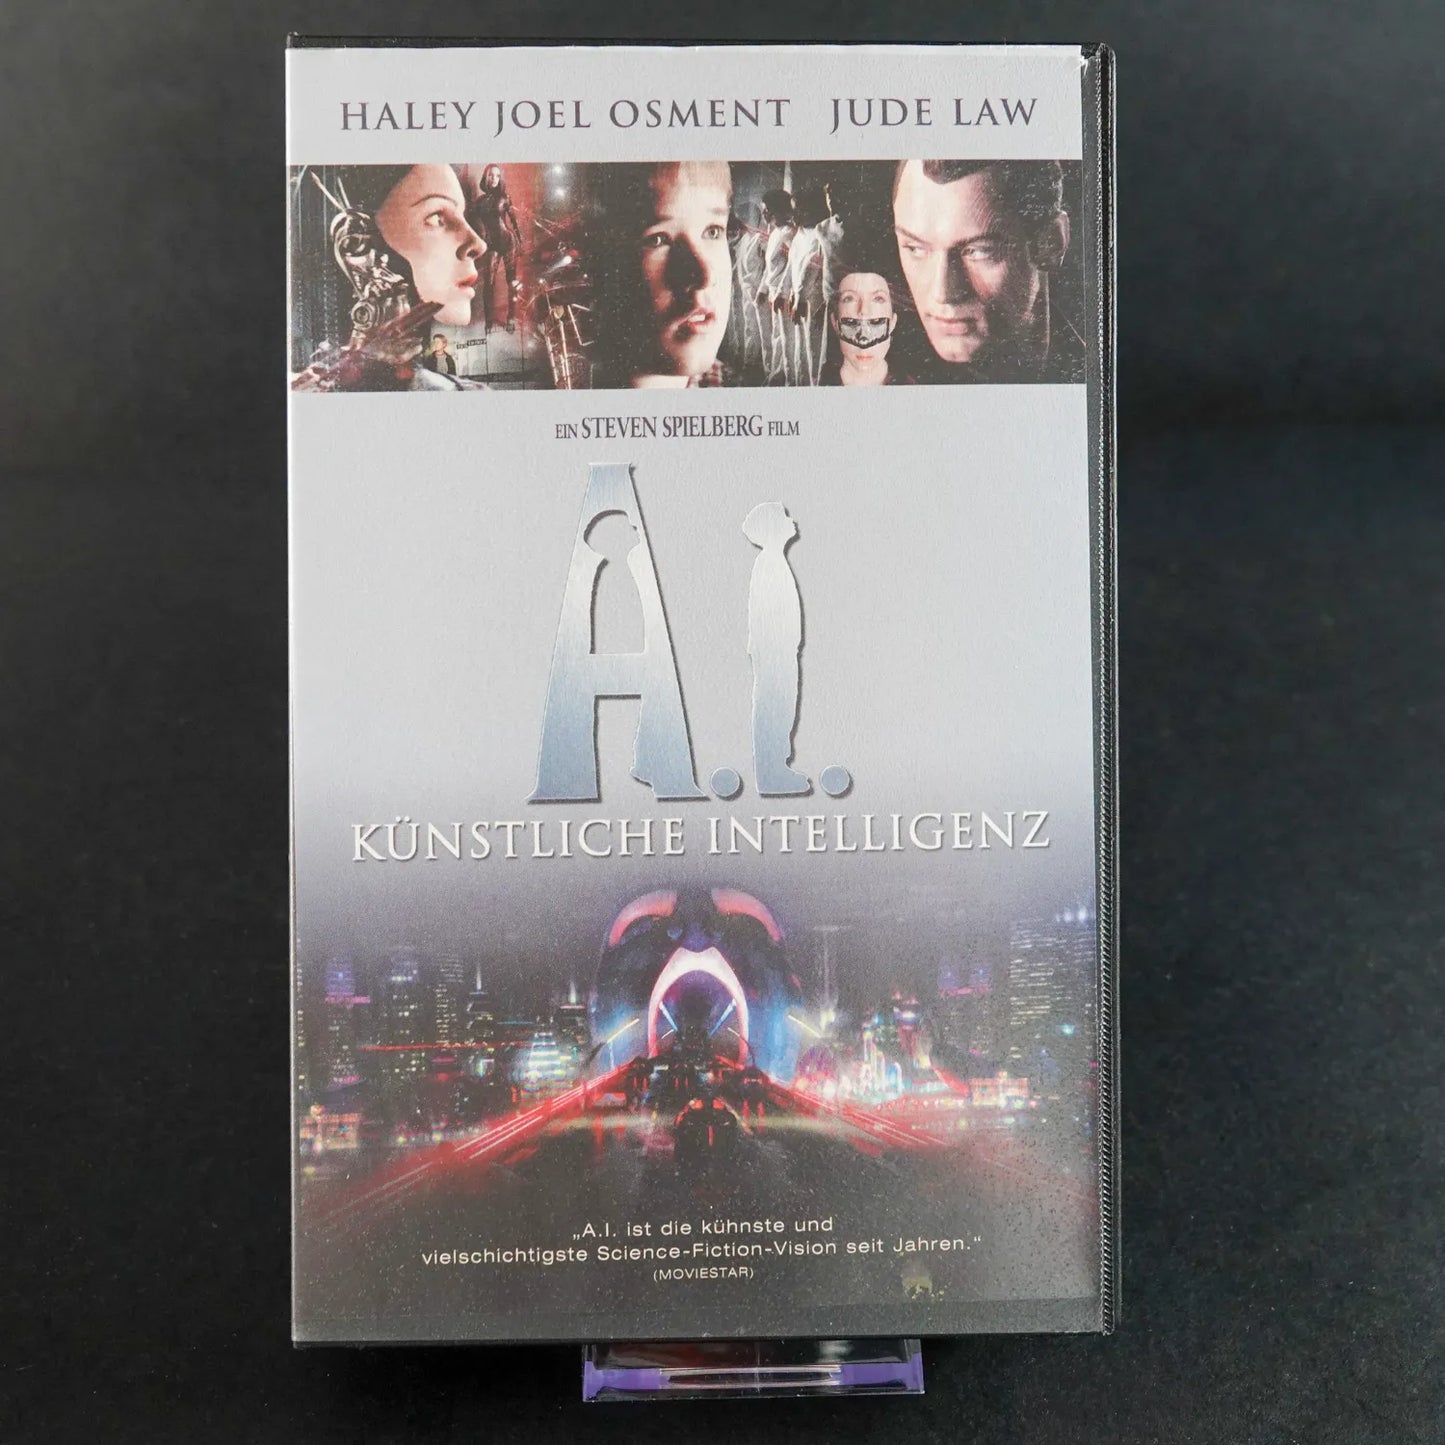 HALEY JOEL OSMENT JUDE LAW
EIN STEVEN SPIELBERG FILM
A.I.
KÜNSTLICHE INTELLIGENZ
„A.I. ist die kühnste und
vielschichtigste Science-Fiction-Vision seit Jahren.“
(MOVIESTAR)